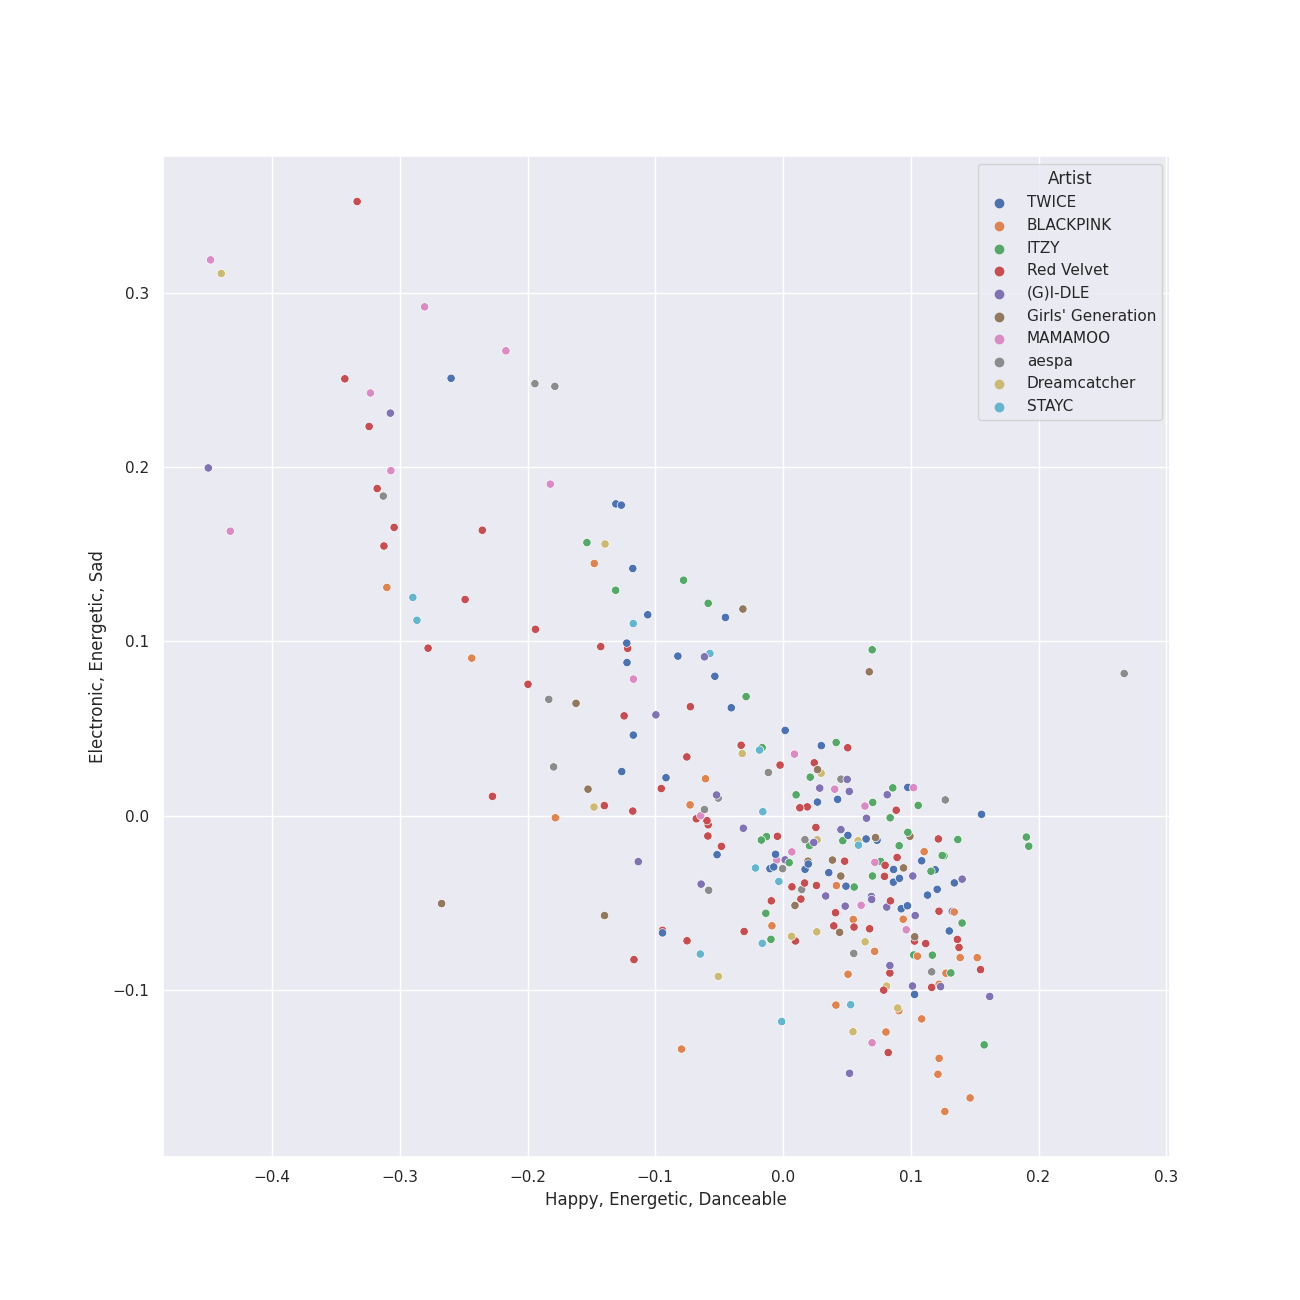 Artist
TWICE
BLACKPINK
ITZY
Red Velvet
(G)I-DLE
Girls' Generation
MAMAMOO
aespa
Dreamcatcher
STAYC
0.3
0.2
0.1
0.0
−0.1
Electronic, Energetic, Sad
−0.4 −0.3 −0.2 −0.1 0.0 0.1 0.2 0.3
Happy, Energetic, Danceable